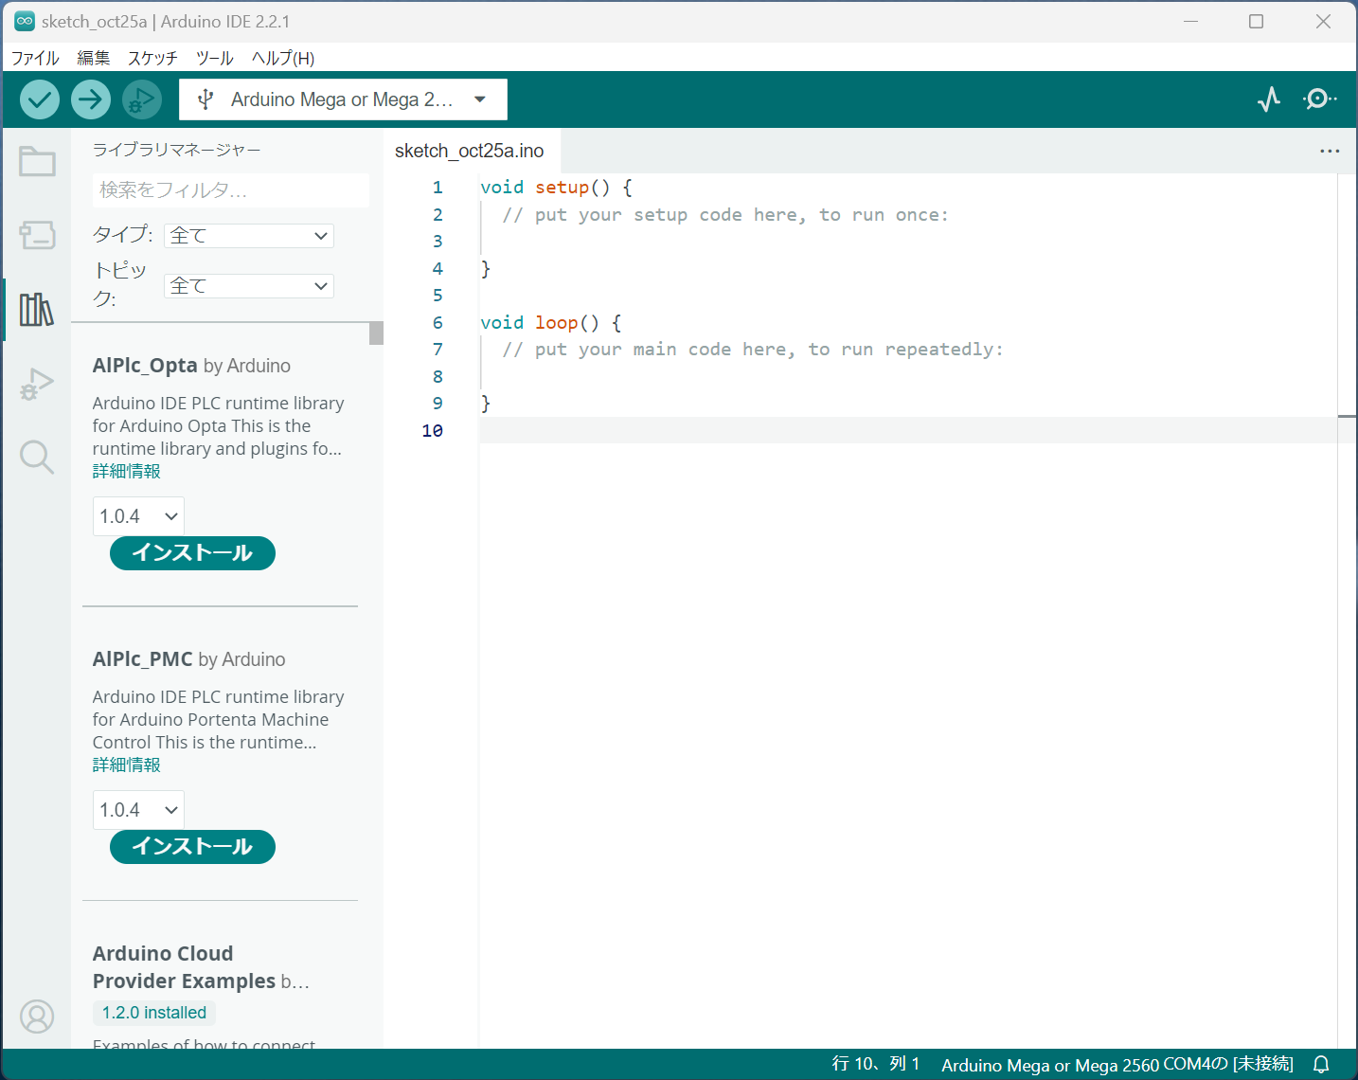 sketch_oct25a | Arduino IDE 2.2.1
ファイル 編集 スケッチ ツール ヘルプ(H)
Arduino Mega or Mega 2...
ライブラリマネージャー
検索をフィルタ...
タイプ: 全て
トピッ
ク: 全て
AlPlc_Opta by Arduino
Arduino IDE PLC runtime library
for Arduino Opta This is the
runtime library and plugins fo...
詳細情報
1.0.4
インストール
AlPlc_PMC by Arduino
Arduino IDE PLC runtime library
for Arduino Portenta Machine
Control This is the runtime...
詳細情報
1.0.4
インストール
Arduino Cloud
Provider Examples b...
1.2.0 installed
Examples of how to connect
sketch_oct25a.ino
1 void setup() {
2 // put your setup code here, to run once:
3
4 }
5
6 void loop() {
7 // put your main code here, to run repeatedly:
8
9 }
10
行 10、列 1 Arduino Mega or Mega 2560 COM4の [未接続]